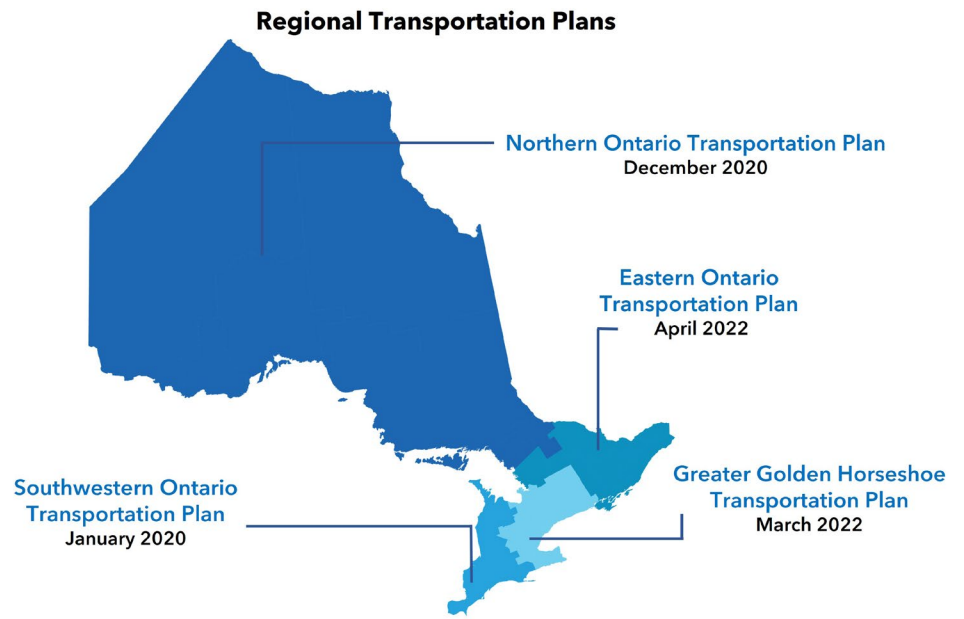 Regional Transportation Plans
Northern Ontario Transportation Plan
December 2020
Eastern Ontario
Transportation Plan
April 2022
Greater Golden Horseshoe
Transportation Plan
March 2022
Southwestern Ontario
Transportation Plan
January 2020